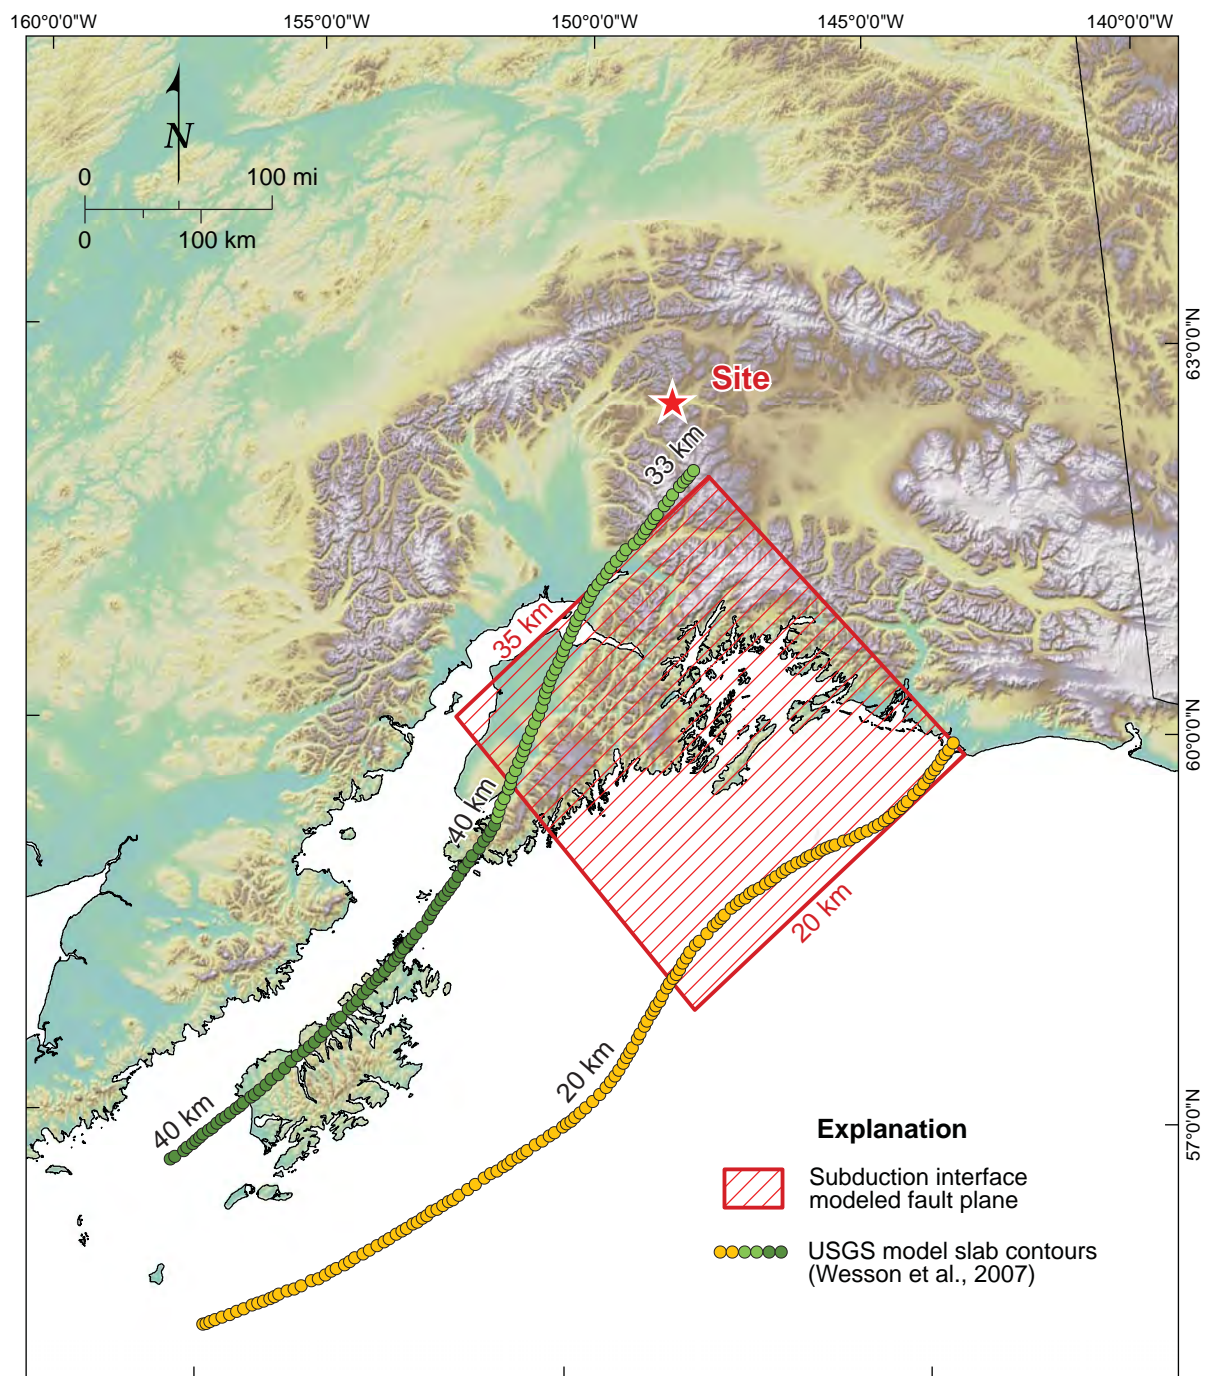 160°0'0"W 155°0'0"W 150°0'0"W 145°0'0"W 140°0'0"W
N
0 100 mi
0 100 km
63°0'0"N
Site
33 km
35 km
60°0'0"N
40 km
20 km
20 km
40 km
57°0'0"N
Explanation
Subduction interface
modeled fault plane
USGS model slab contours
(Wesson et al., 2007)